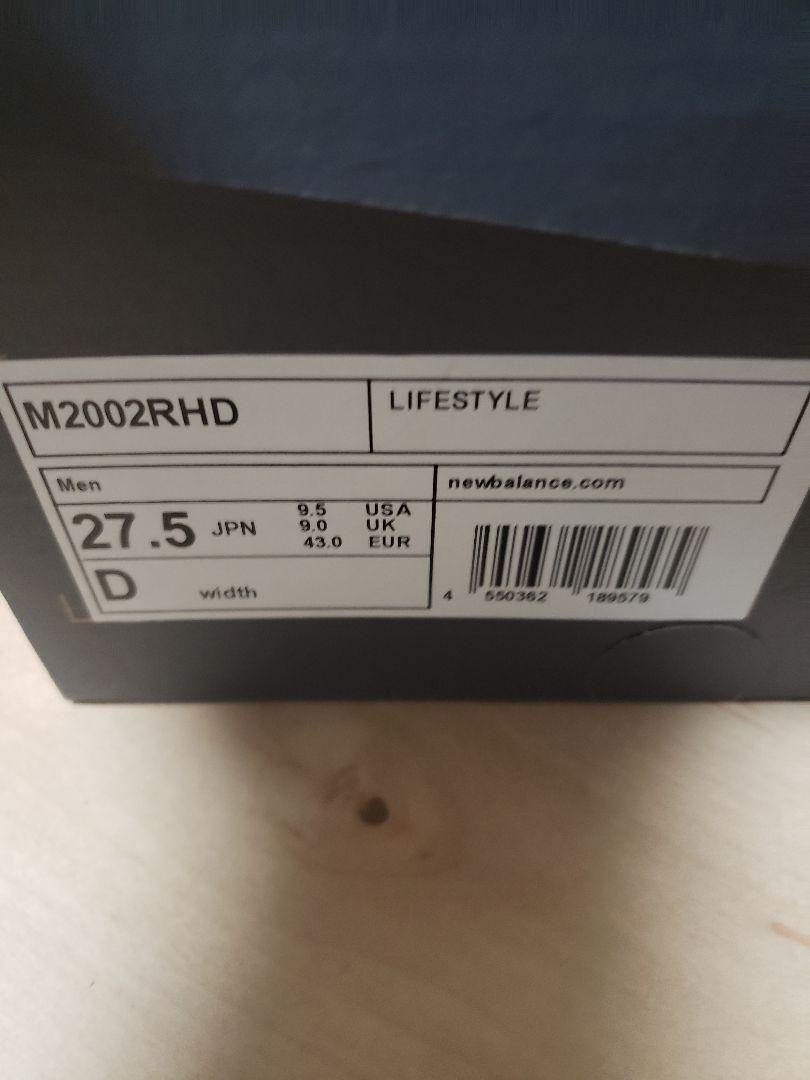 M2002RHD
LIFESTYLE
Men
newbalance.com
27.5 JPN
9.5 USA
9.0 UK
43.0 EUR
D width
4 550362 189579